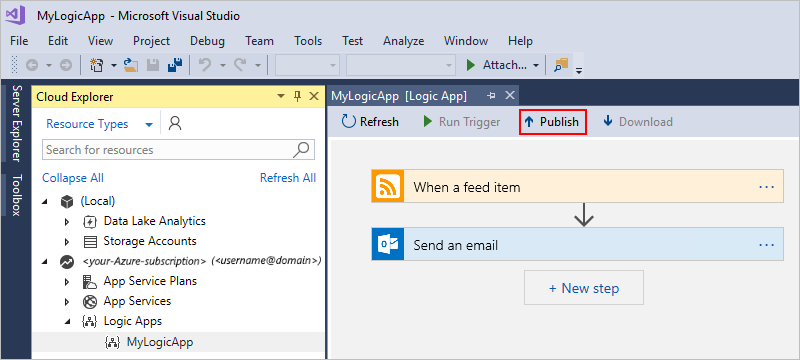 MyLogicApp - Microsoft Visual Studio
File Edit View Project Debug Team Tools Test Analyze Window Help
Attach...
Server Explorer
Toolbox
Cloud Explorer
Resource Types
Search for resources
Collapse All Refresh All
(Local)
Data Lake Analytics
Storage Accounts
<your-Azure-subscription> (<username@domain>)
App Service Plans
App Services
Logic Apps
MyLogicApp
MyLogicApp [Logic App]
Refresh Run Trigger Publish Download
When a feed item ...
Send an email ...
+ New step